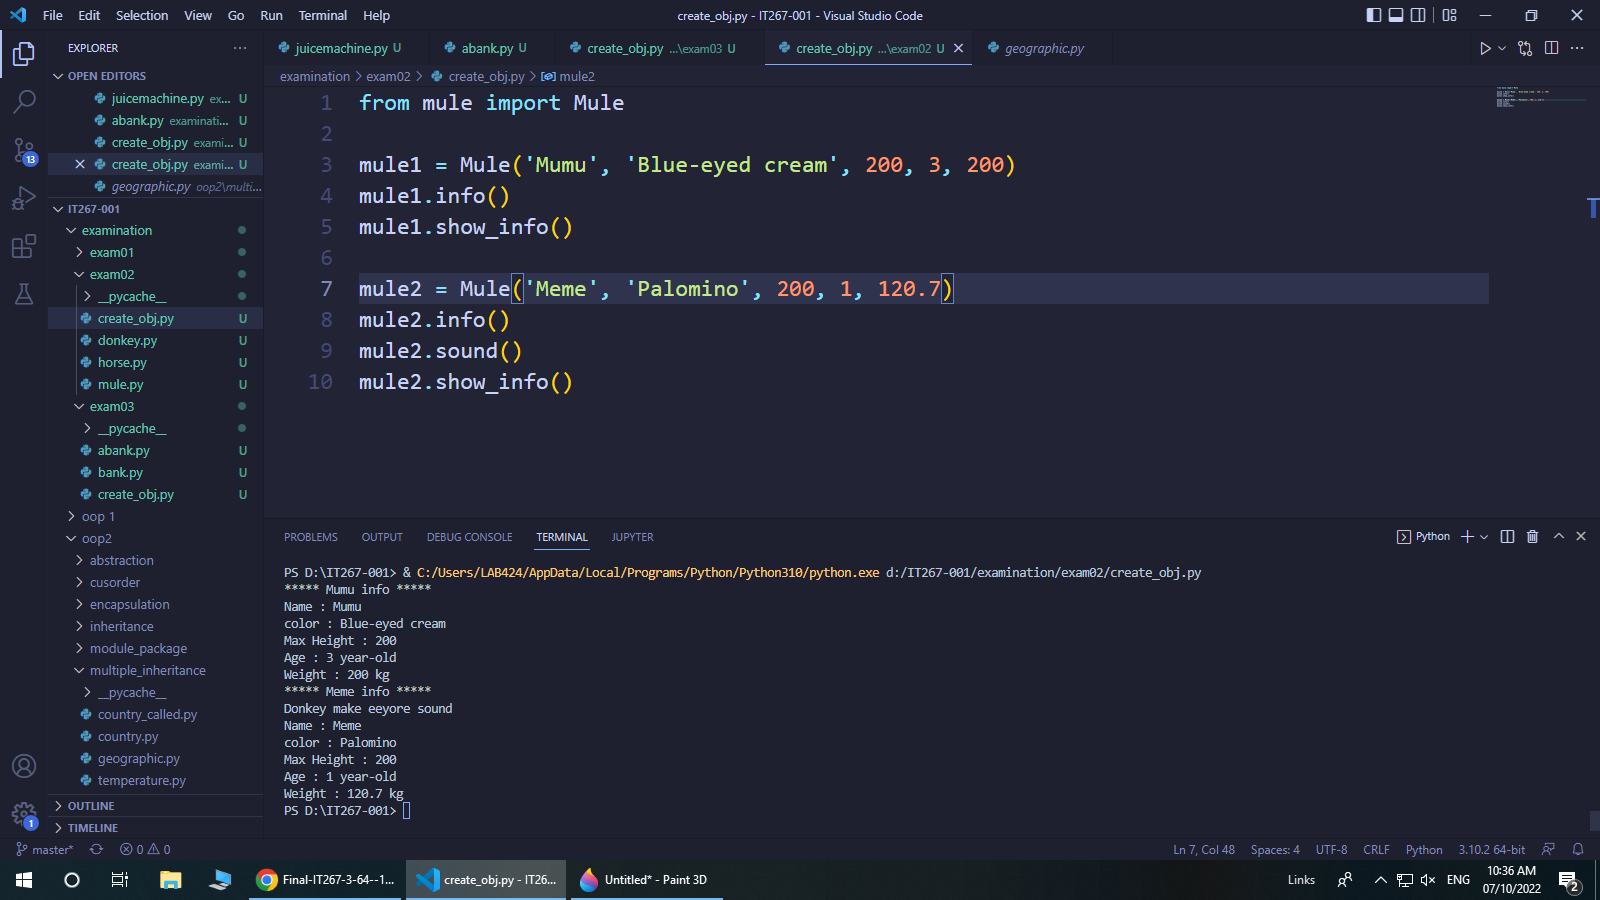 File Edit Selection View Go Run Terminal Help create_obj.py - IT267-001 - Visual Studio Code
EXPLORER
OPEN EDITORS
juicemachine.py ex... U
abank.py examinati... U
create_obj.py exami... U
create_obj.py exami... U
geographic.py oop2\multi...
IT267-001
examination
exam01
exam02
__pycache__
create_obj.py U
donkey.py U
horse.py U
mule.py U
exam03
__pycache__
abank.py U
bank.py U
create_obj.py U
oop 1
oop2
abstraction
cusorder
encapsulation
inheritance
module_package
multiple_inheritance
__pycache__
country_called.py
country.py
geographic.py
temperature.py
OUTLINE
TIMELINE
13
1
juicemachine.py U abank.py U create_obj.py ...\exam03 U create_obj.py ...\exam02 U geographic.py
examination > exam02 > create_obj.py > mule2
1 from mule import Mule
2
3 mule1 = Mule('Mumu', 'Blue-eyed cream', 200, 3, 200)
4 mule1.info()
5 mule1.show_info()
6
7 mule2 = Mule('Meme', 'Palomino', 200, 1, 120.7)
8 mule2.info()
9 mule2.sound()
10 mule2.show_info()
PROBLEMS OUTPUT DEBUG CONSOLE TERMINAL JUPYTER Python
PS D:\IT267-001> & C:/Users/LAB424/AppData/Local/Programs/Python/Python310/python.exe d:/IT267-001/examination/exam02/create_obj.py
***** Mumu info *****
Name : Mumu
color : Blue-eyed cream
Max Height : 200
Age : 3 year-old
Weight : 200 kg
***** Meme info *****
Donkey make eeyore sound
Name : Meme
color : Palomino
Max Height : 200
Age : 1 year-old
Weight : 120.7 kg
PS D:\IT267-001>
master* 0 0 Ln 7, Col 48 Spaces: 4 UTF-8 CRLF Python 3.10.2 64-bit
Final-IT267-3-64--1... create_obj.py - IT26... Untitled* - Paint 3D Links ENG 10:36 AM
07/10/2022 2